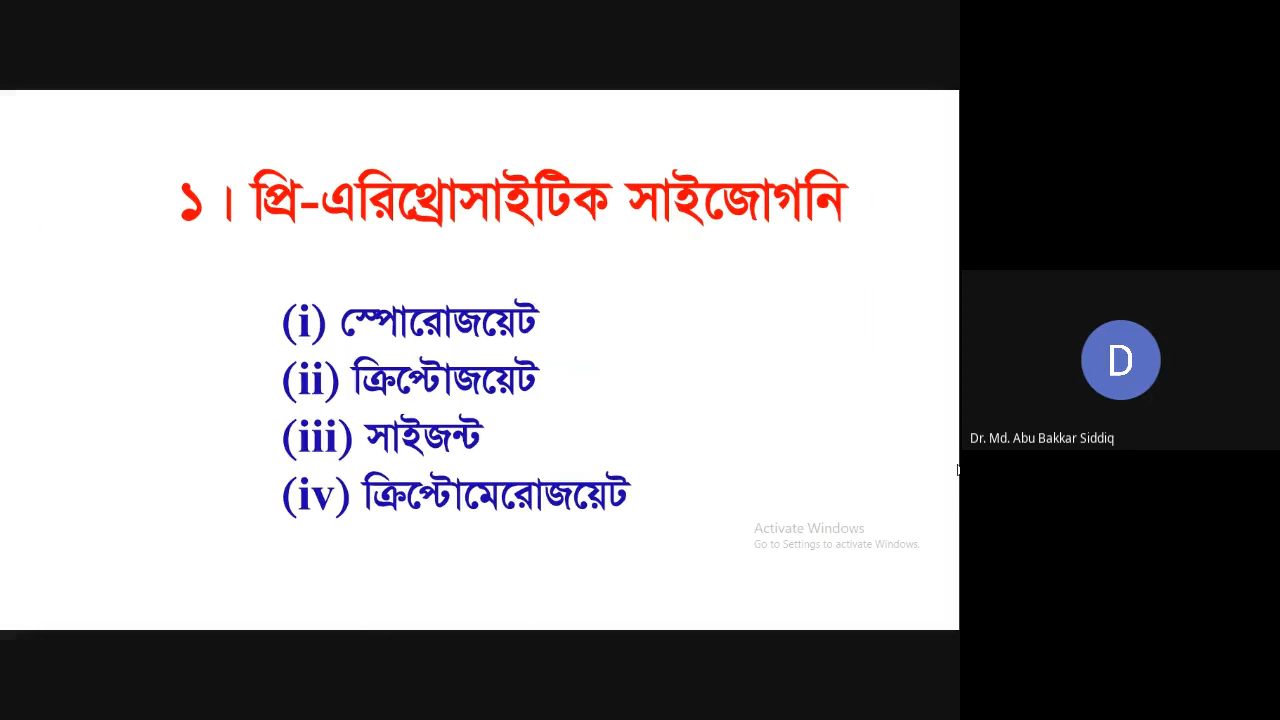 ১। প্রি-এরিথ্রোসাইটিক সাইজোগনি
(i) স্পোরোজয়েট
(ii) ক্রিপ্টোজয়েট
(iii) সাইজন্ট
(iv) ক্রিপ্টোমেরোজয়েট
Activate Windows
Go to Settings to activate Windows.
D
Dr. Md. Abu Bakkar Siddiq